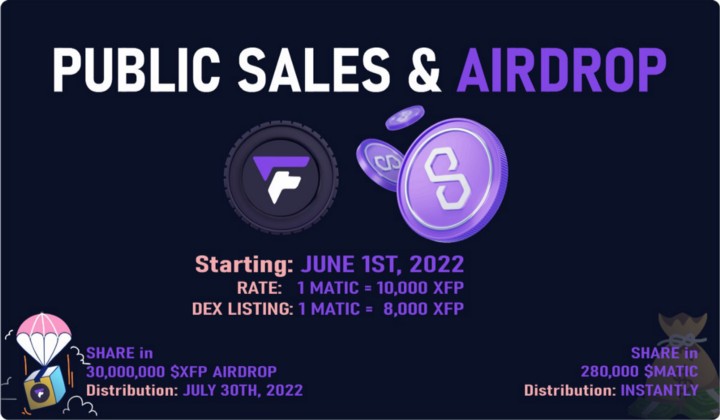 PUBLIC SALES & AIRDROP
Starting: JUNE 1ST, 2022
RATE: 1 MATIC = 10,000 XFP
DEX LISTING: 1 MATIC = 8,000 XFP
SHARE in
30,000,000 $XFP AIRDROP
Distribution: JULY 30TH, 2022
SHARE in
280,000 $MATIC
Distribution: INSTANTLY